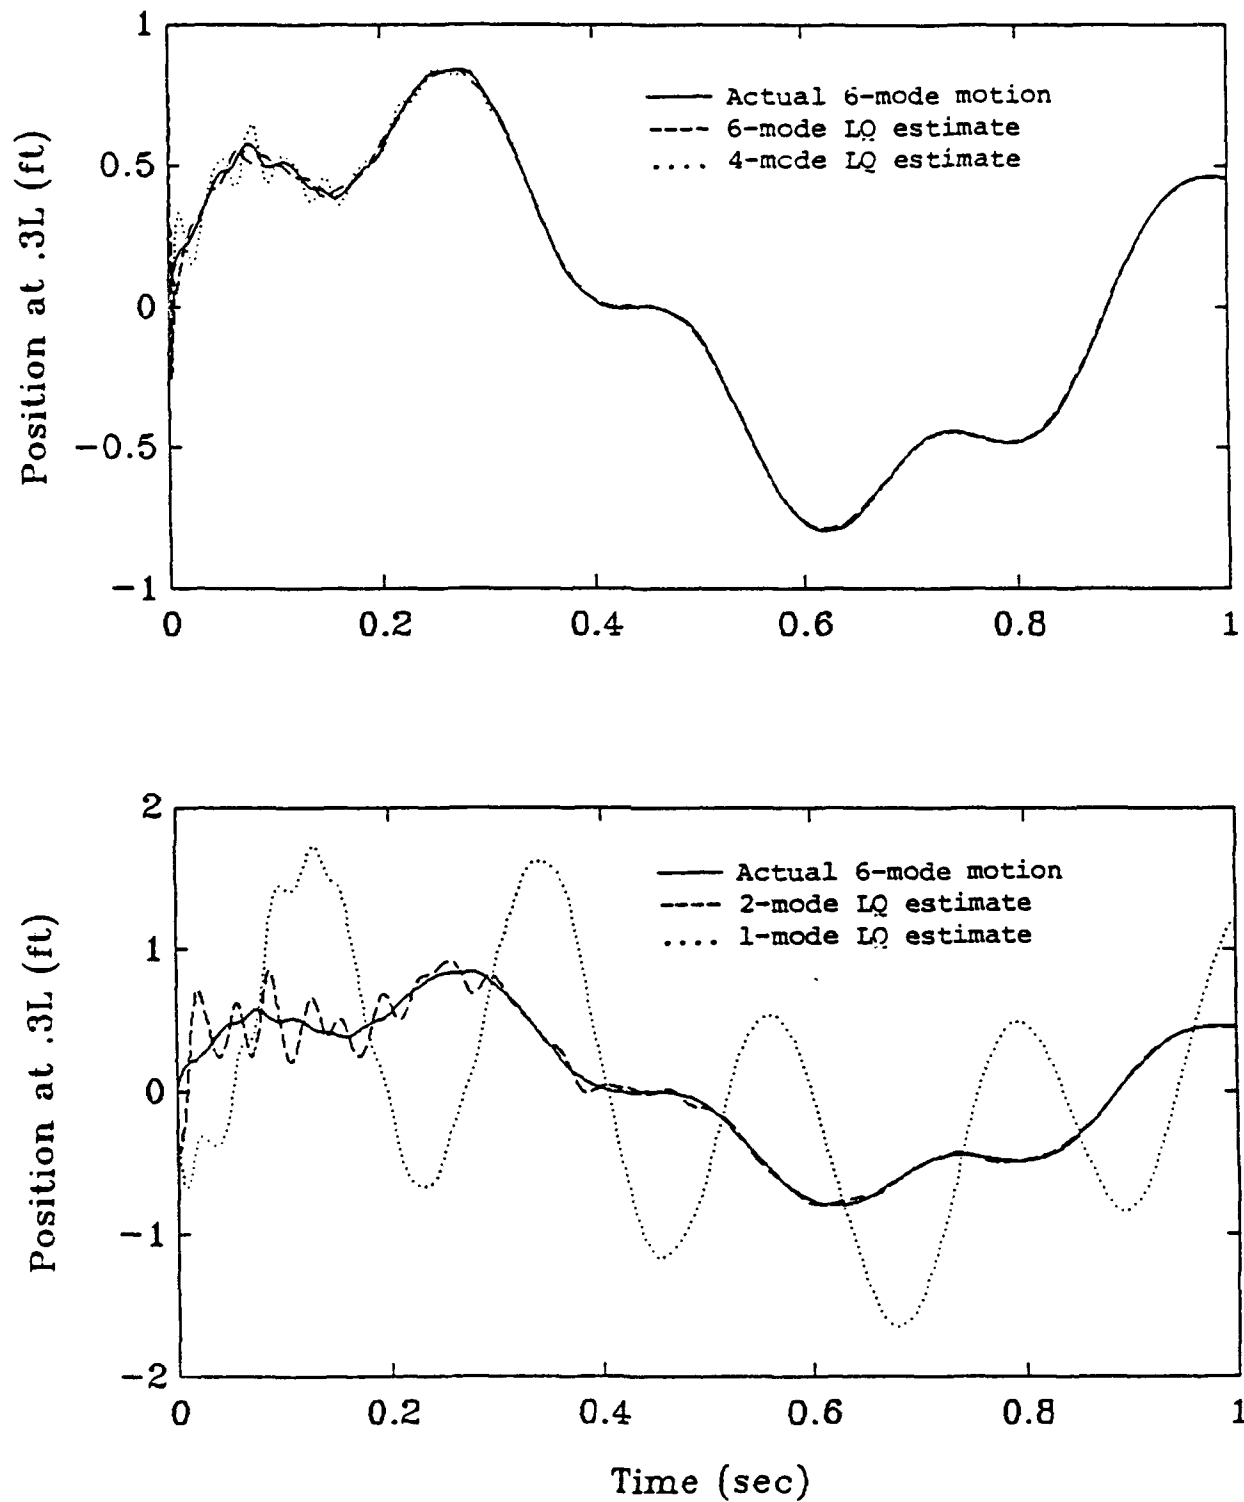 1
0.5
0
−0.5
−1
Position at .3L (ft)
Actual 6-mode motion
6-mode LQ estimate
4-mcde LQ estimate
0 0.2 0.4 0.6 0.8 1
2
1
0
−1
−2
Position at .3L (ft)
Actual 6-mode motion
2-mode LQ estimate
1-mode LQ estimate
0 0.2 0.4 0.6 0.8 1
Time (sec)